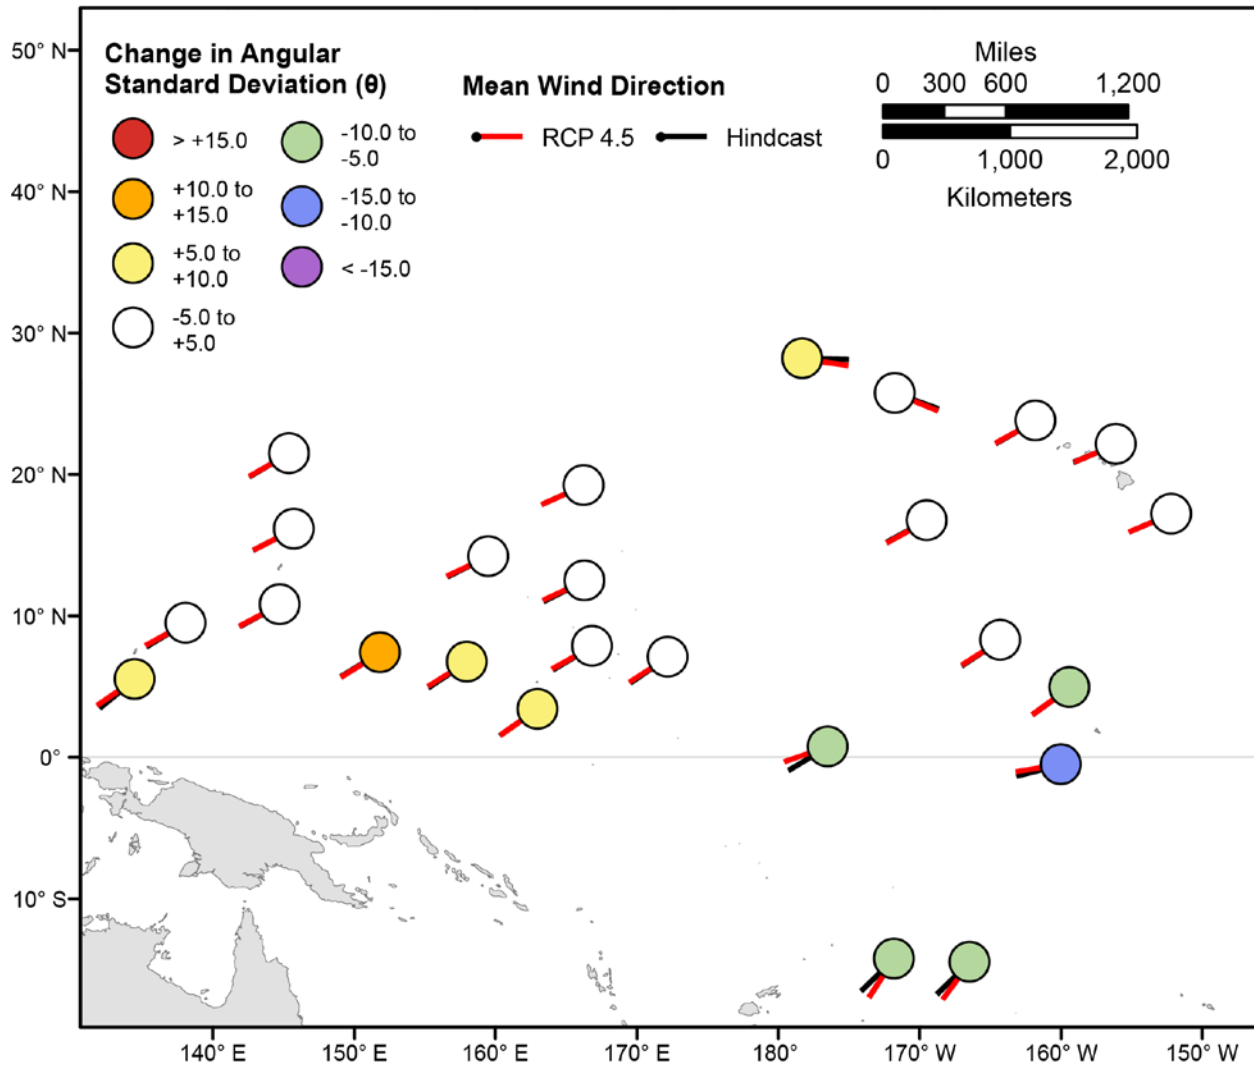 Change in Angular
Standard Deviation (θ)
> +15.0
+10.0 to
+15.0
+5.0 to
+10.0
-5.0 to
+5.0
-10.0 to
-5.0
-15.0 to
-10.0
< -15.0
Mean Wind Direction
RCP 4.5
Hindcast
Miles
0 300 600 1,200
0 1,000 2,000
Kilometers
50° N
40° N
30° N
20° N
10° N
0°
10° S
140° E 150° E 160° E 170° E 180° 170° W 160° W 150° W